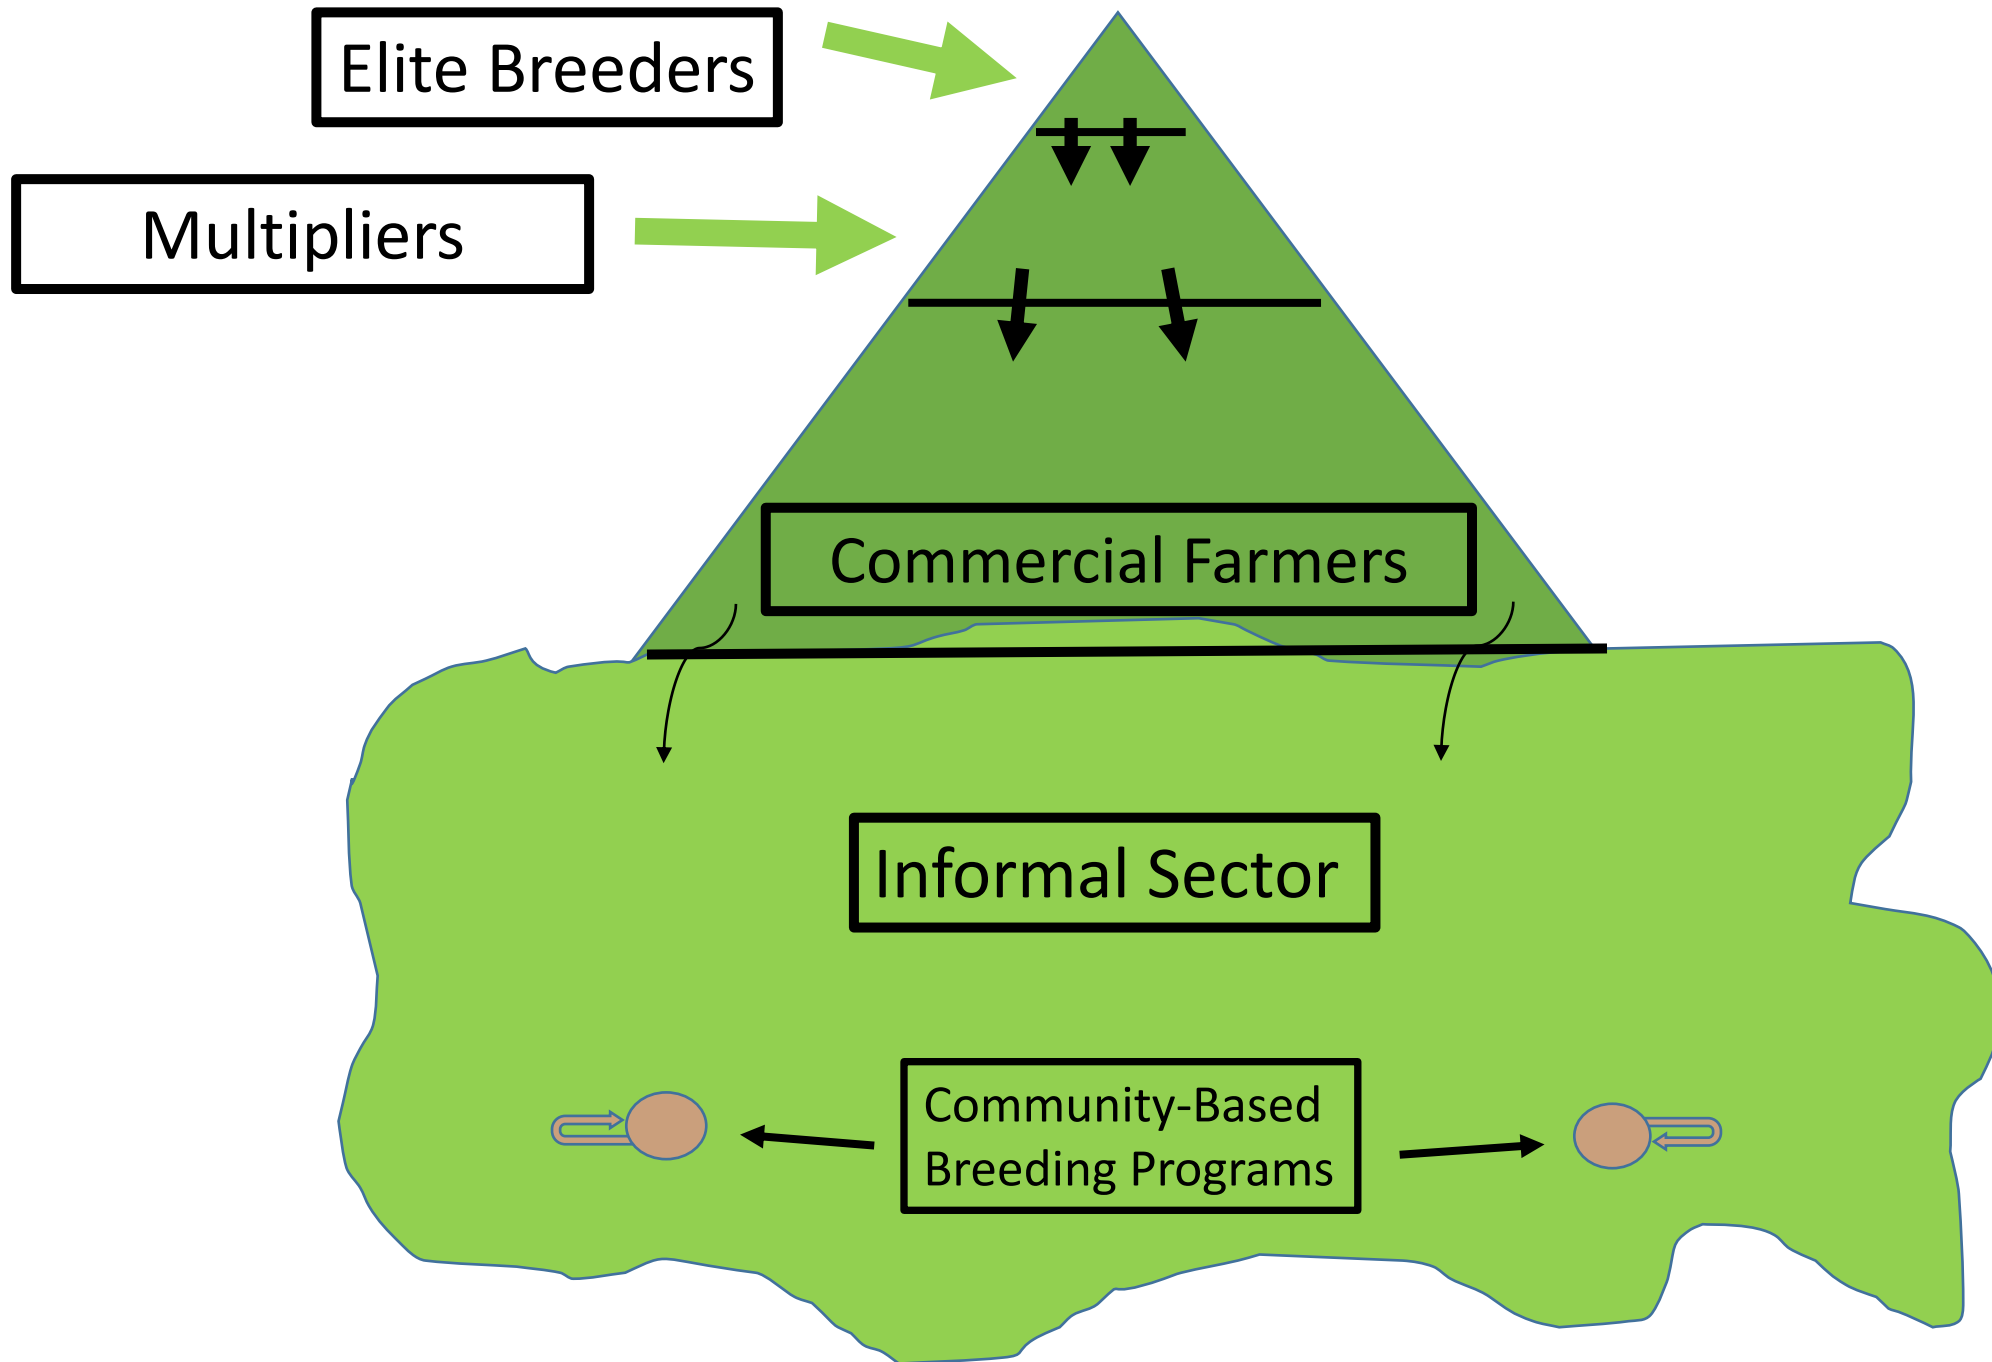 Elite Breeders
Multipliers
Commercial Farmers
Informal Sector
Community-Based
Breeding Programs